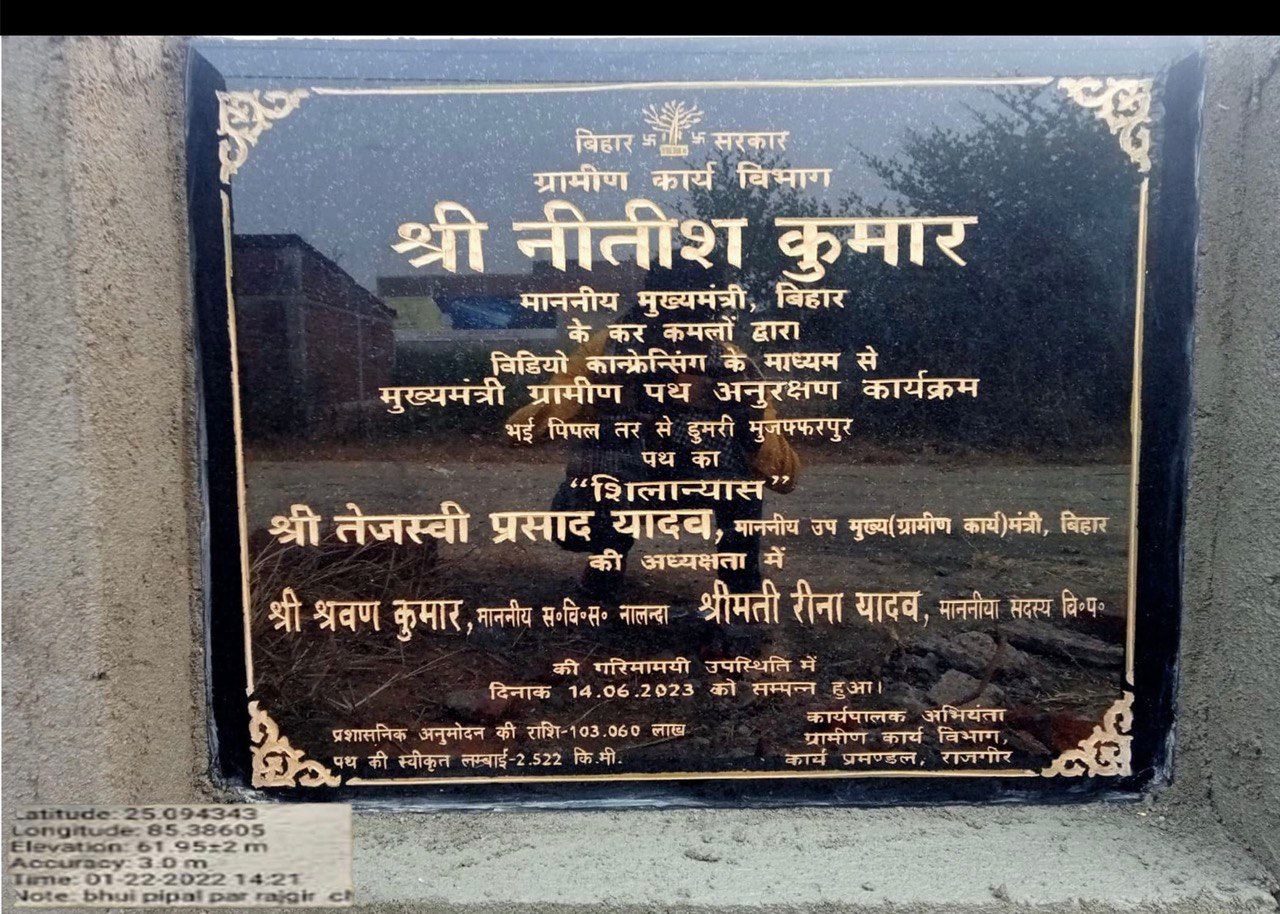 बिहार 卐 卐 सरकार
ग्रामीण कार्य विभाग
श्री नीतीश कुमार
माननीय मुख्यमंत्री, बिहार
के कर कमलों द्वारा
विडियो कान्फ्रेन्सिंग के माध्यम से
मुख्यमंत्री ग्रामीण पथ अनुरक्षण कार्यक्रम
भई पिपल तर से डुमरी मुजफ्फरपुर
पथ का
“शिलान्यास”
श्री तेजस्वी प्रसाद यादव, माननीय उप मुख्य(ग्रामीण कार्य)मंत्री, बिहार
की अध्यक्षता में
श्री श्रवण कुमार, माननीय स०वि०स० नालन्दा श्रीमती रीना यादव, माननीया सदस्य वि०प०
की गरिमामयी उपस्थिति में
दिनाक 14.06.2023 को सम्पन्न हुआ।
प्रशासनिक अनुमोदन की राशि-103.060 लाख
पथ की स्वीकृत लम्बाई-2.522 कि.मी.
कार्यपालक अभियंता
ग्रामीण कार्य विभाग,
कार्य प्रमण्डल, राजगीर
Latitude: 25.094343
Longitude: 85.38605
Elevation: 61.95±2 m
Accuracy: 3.0 m
Time: 01-22-2022 14:21
Note: bhui pipal par rajgir ch